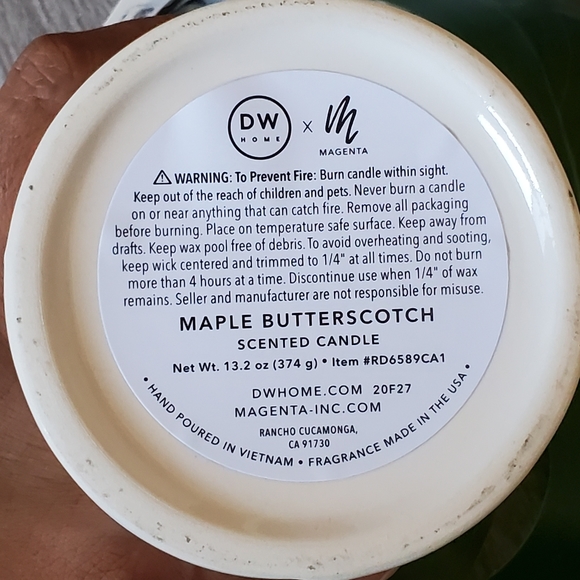 DW HOME x M MAGENTA
⚠ WARNING: To Prevent Fire: Burn candle within sight.
Keep out of the reach of children and pets. Never burn a candle
on or near anything that can catch fire. Remove all packaging
before burning. Place on temperature safe surface. Keep away from
drafts. Keep wax pool free of debris. To avoid overheating and sooting,
keep wick centered and trimmed to 1/4" at all times. Do not burn
more than 4 hours at a time. Discontinue use when 1/4" of wax
remains. Seller and manufacturer are not responsible for misuse.
MAPLE BUTTERSCOTCH
SCENTED CANDLE
Net Wt. 13.2 oz (374 g) • Item #RD6589CA1
DWHOME.COM 20F27
MAGENTA-INC.COM
RANCHO CUCAMONGA,
CA 91730
• HAND POURED IN VIETNAM • FRAGRANCE MADE IN THE USA •